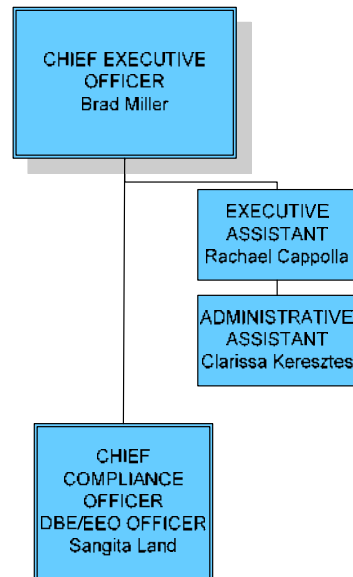 CHIEF EXECUTIVE
OFFICER
Brad Miller
EXECUTIVE
ASSISTANT
Rachael Cappolla
ADMINISTRATIVE
ASSISTANT
Clarissa Keresztes
CHIEF
COMPLIANCE
OFFICER
DBE/EEO OFFICER
Sangita Land